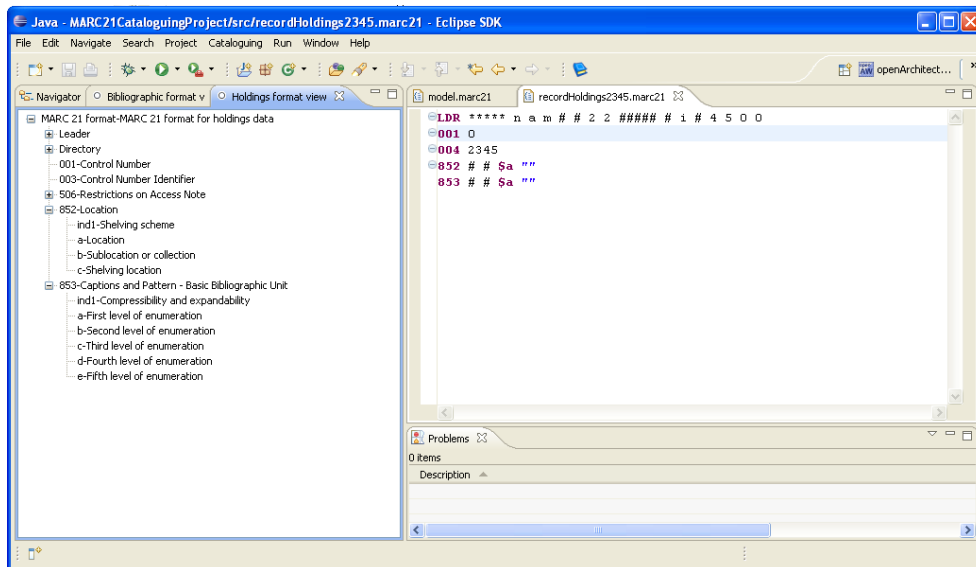 Java - MARC21CataloguingProject/src/recordHoldings2345.marc21 - Eclipse SDK
File Edit Navigate Search Project Cataloguing Run Window Help
openArchitect...
Navigator Bibliographic format v Holdings format view
MARC 21 format-MARC 21 format for holdings data
Leader
Directory
001-Control Number
003-Control Number Identifier
506-Restrictions on Access Note
852-Location
ind1-Shelving scheme
a-Location
b-Sublocation or collection
c-Shelving location
853-Captions and Pattern - Basic Bibliographic Unit
ind1-Compressibility and expandability
a-First level of enumeration
b-Second level of enumeration
c-Third level of enumeration
d-Fourth level of enumeration
e-Fifth level of enumeration
model.marc21 recordHoldings2345.marc21
LDR ***** n a m # # 2 2 ##### # i # 4 5 0 0
001 0
004 2345
852 # # $a ""
853 # # $a ""
Problems
0 items
Description